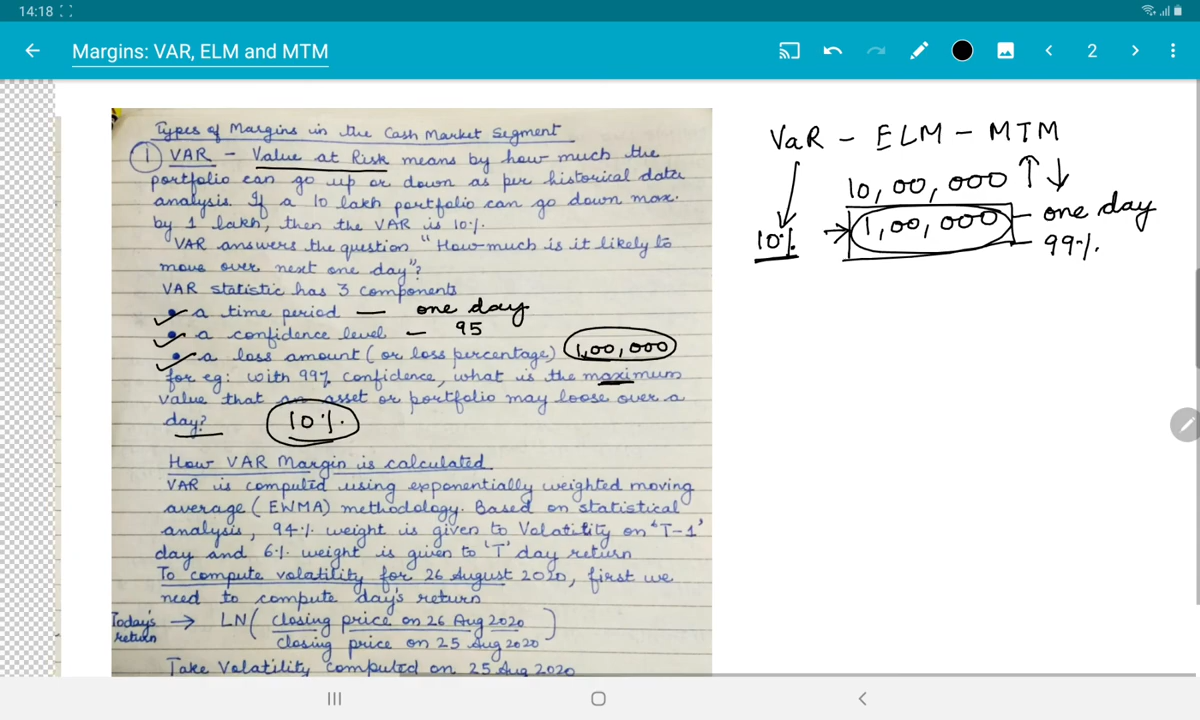 14:18
Margins: VAR, ELM and MTM
2
Types of Margins in the Cash Market Segment
1 VAR - Value at Risk means by how much the
portfolio can go up or down as per historical data
analysis. If a 10 lakh portfolio can go down max.
by 1 lakh, then the VAR is 10%.
VAR answers the question "How much is it likely to
move over next one day"?
VAR statistic has 3 components
• a time period — one day
• a confidence level – 95
• a loss amount (or loss percentage) 1,00,000
for eg: with 99% confidence, what is the maximum
value that an asset or portfolio may loose over a
day? 10%
How VAR Margin is calculated
VAR is computed using exponentially weighted moving
average (EWMA) methodology. Based on statistical
analysis, 94% weight is given to Volatility on 'T-1'
day and 6% weight is given to 'T' day return
To compute volatility for 26 August 2020, first we
need to compute day's return
Today's return → LN( closing price on 26 Aug 2020
closing price on 25 Aug 2020 )
Take Volatility computed on 25 Aug 2020
VaR – ELM – MTM
10,00,000 ↑↓
10% → 1,00,000 – one day
– 99%.